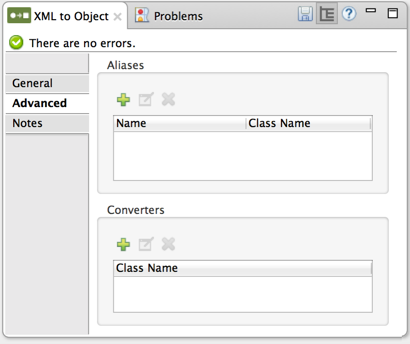 XML to Object
Problems
There are no errors.
General
Advanced
Notes
Aliases
Name Class Name
Converters
Class Name